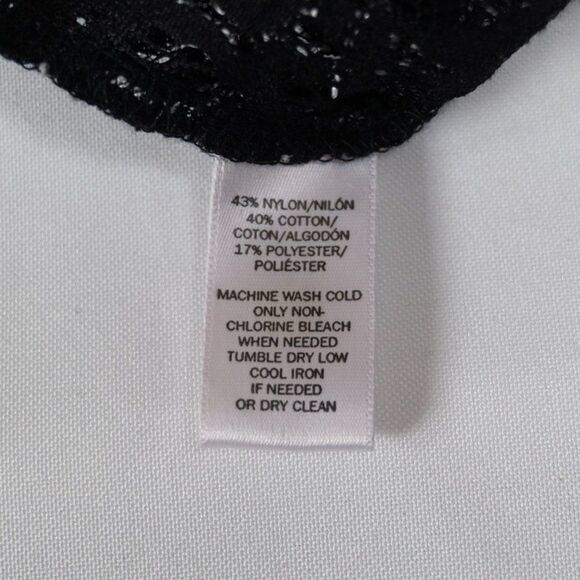 43% NYLON/NILÓN
40% COTTON/
COTON/ALGODÓN
17% POLYESTER/
POLIÉSTER
MACHINE WASH COLD
ONLY NON-
CHLORINE BLEACH
WHEN NEEDED
TUMBLE DRY LOW
COOL IRON
IF NEEDED
OR DRY CLEAN